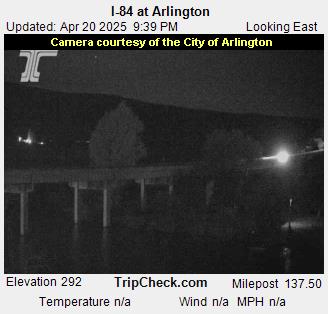 I-84 at Arlington
Updated: Apr 20 2025 9:39 PM Looking East
Camera courtesy of the City of Arlington
Elevation 292 TripCheck.com Milepost 137.50
Temperature n/a Wind n/a MPH n/a